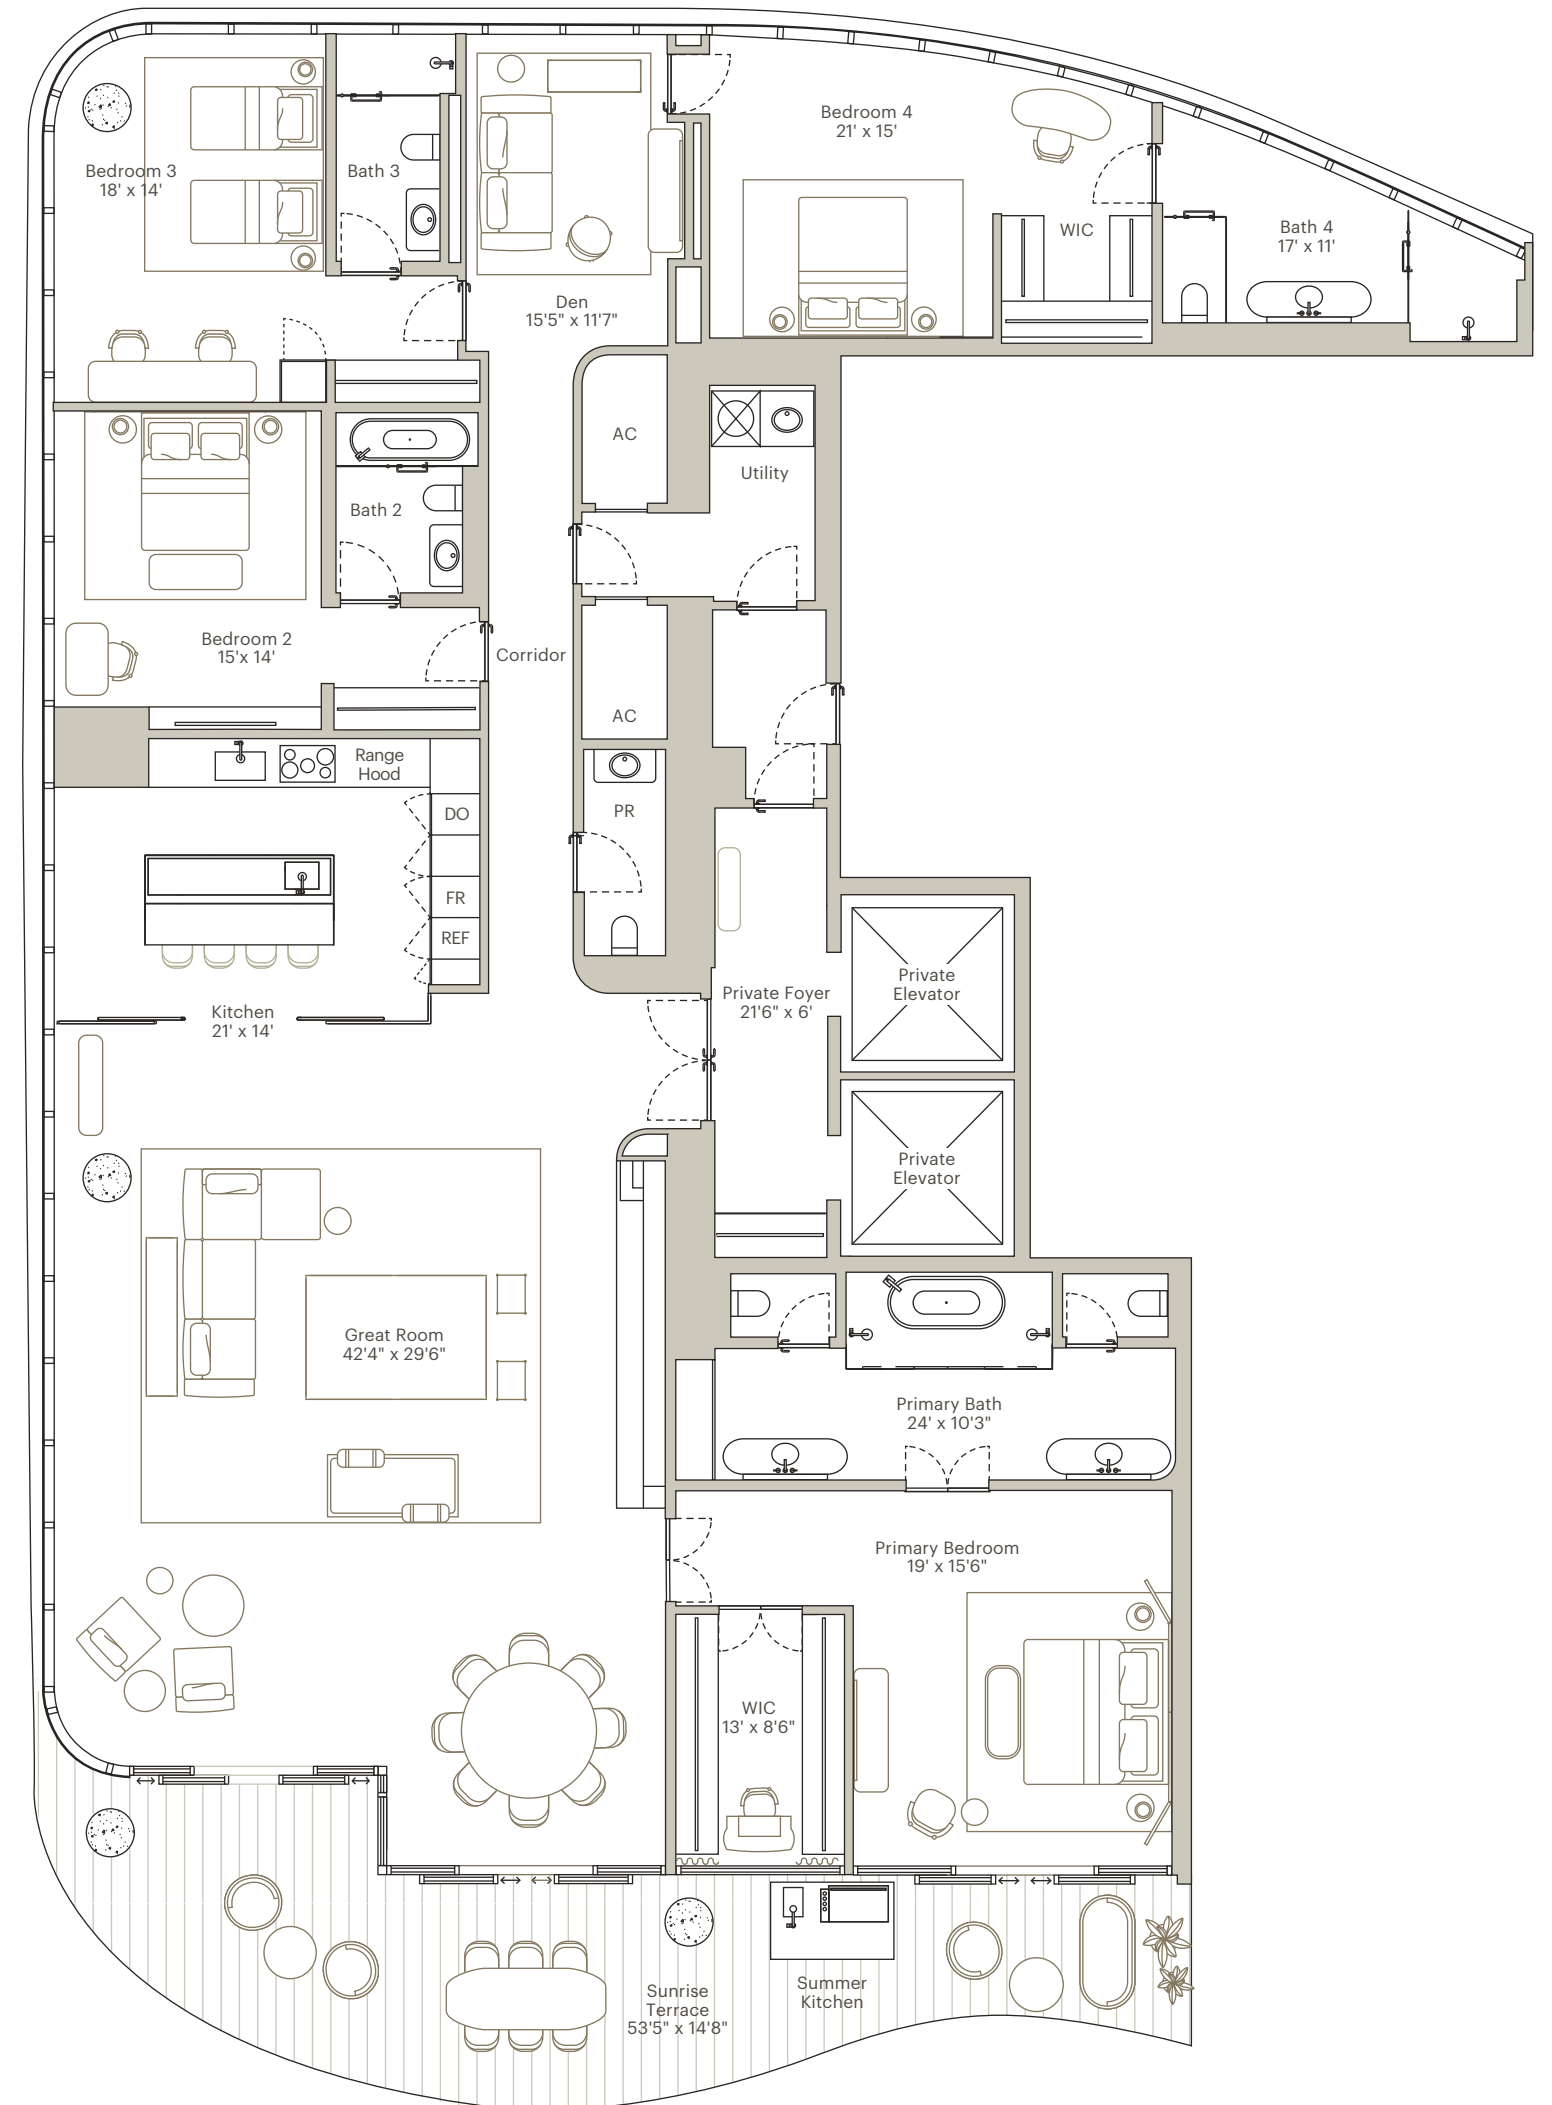 Bedroom 4
21' x 15'
Bedroom 3
18' x 14'
Bath 3
WIC
Bath 4
17' x 11'
Den
15'5" x 11'7"
AC
Utility
Bath 2
Bedroom 2
15'x 14'
Corridor
AC
Range
Hood
DO
PR
FR
REF
Private
Elevator
Private Foyer
21'6" x 6'
Kitchen
21' x 14'
Private
Elevator
Great Room
42'4" x 29'6"
Primary Bath
24' x 10'3"
Primary Bedroom
19' x 15'6"
WIC
13' x 8'6"
Summer
Kitchen
Sunrise
Terrace
53'5" x 14'8"